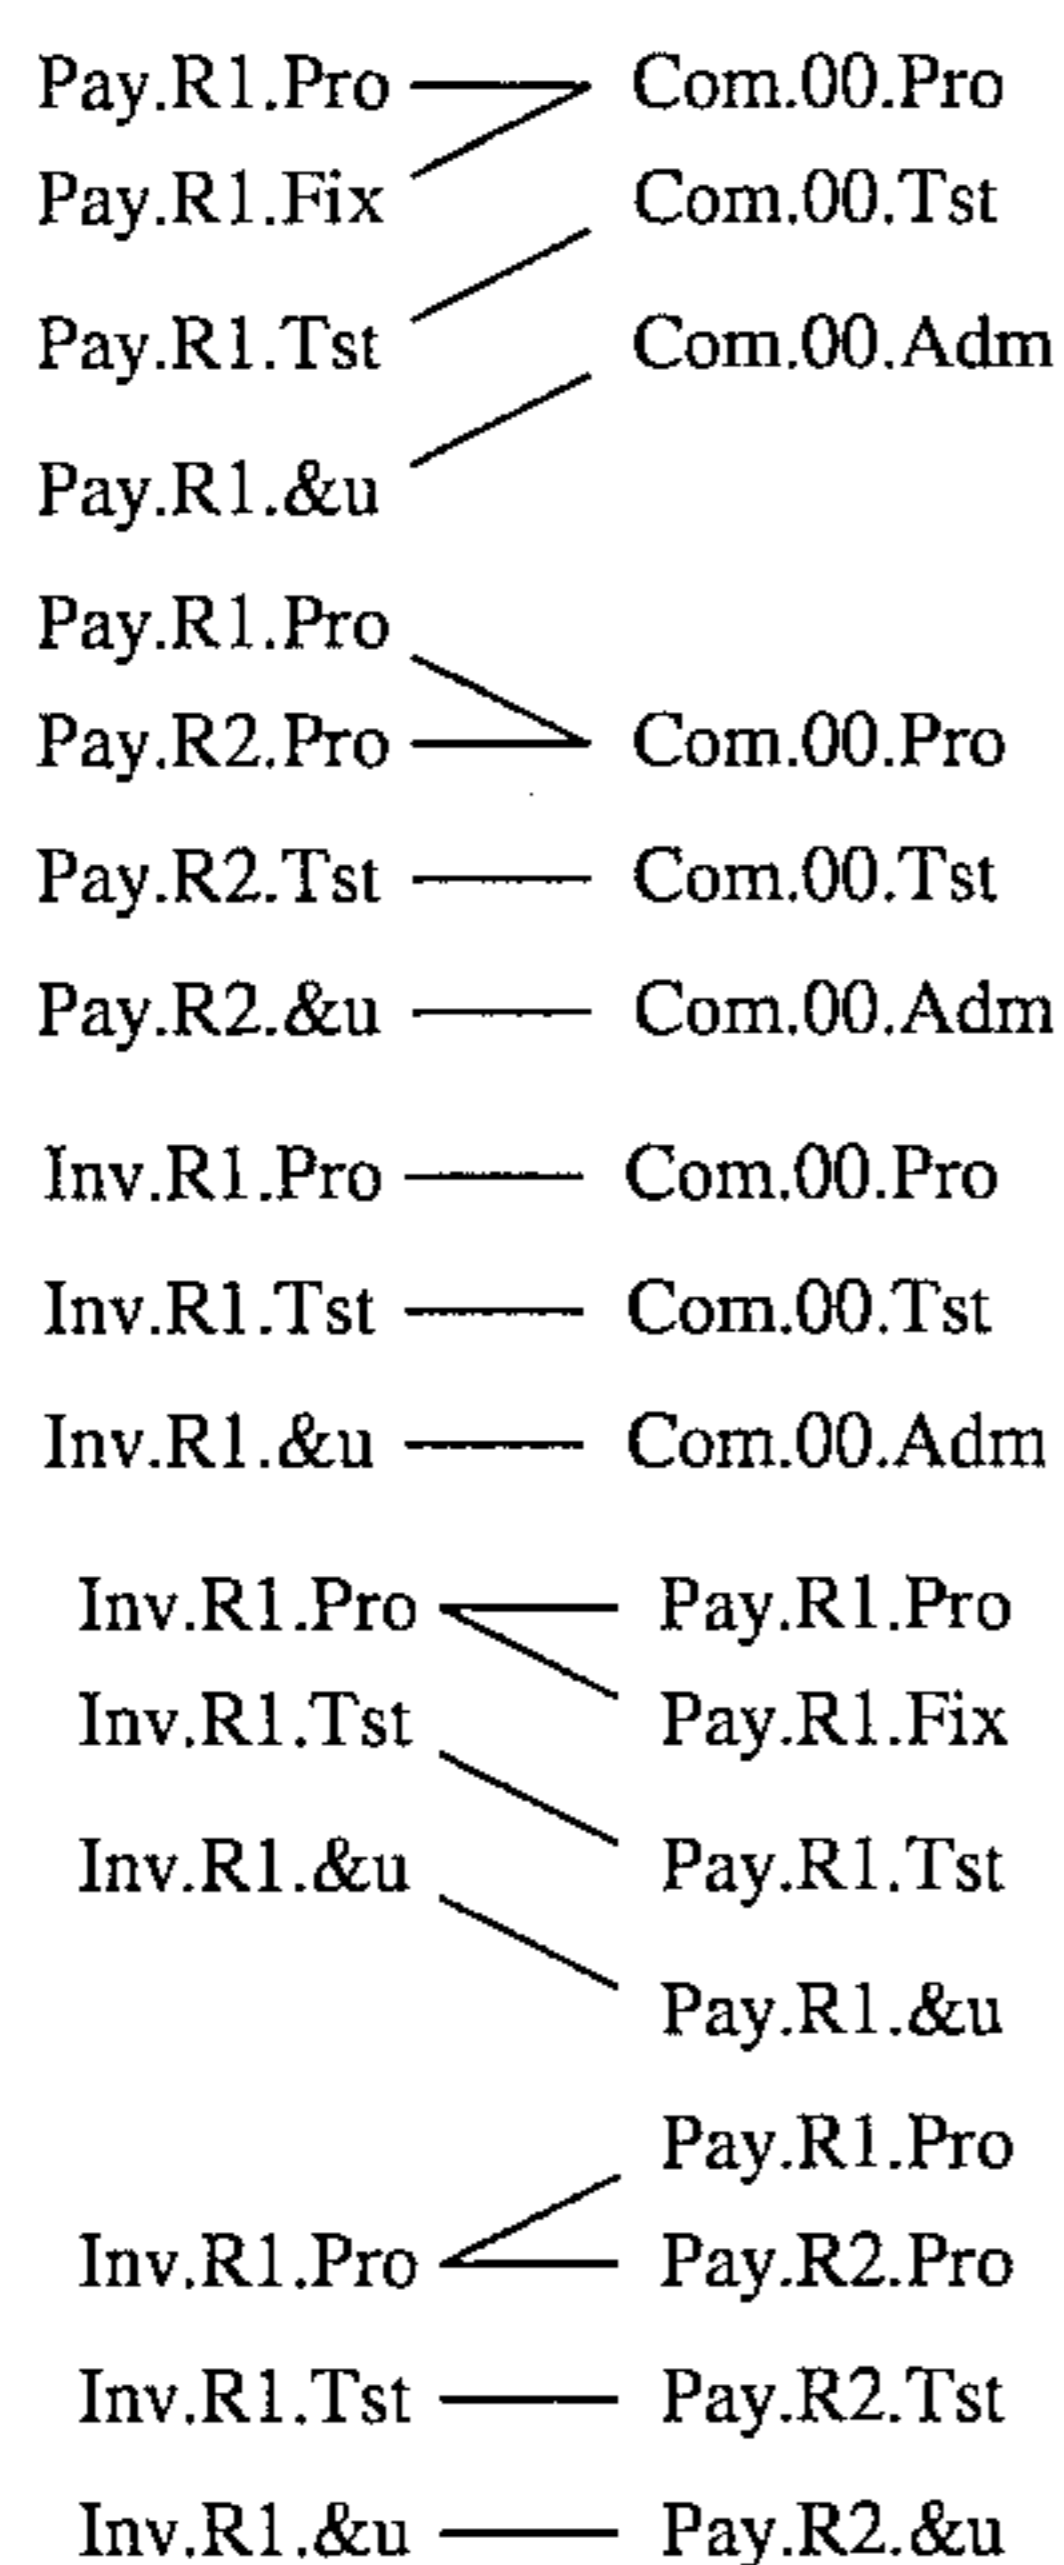 Pay.R1.Pro Com.00.Pro
Pay.R1.Fix Com.00.Tst
Pay.R1.Tst Com.00.Adm
Pay.R1.&u
Pay.R1.Pro
Pay.R2.Pro Com.00.Pro
Pay.R2.Tst Com.00.Tst
Pay.R2.&u Com.00.Adm
Inv.R1.Pro Com.00.Pro
Inv.R1.Tst Com.00.Tst
Inv.R1.&u Com.00.Adm
Inv.R1.Pro Pay.R1.Pro
Inv.R1.Tst Pay.R1.Fix
Inv.R1.&u Pay.R1.Tst
Pay.R1.&u
Pay.R1.Pro
Inv.R1.Pro Pay.R2.Pro
Inv.R1.Tst Pay.R2.Tst
Inv.R1.&u Pay.R2.&u